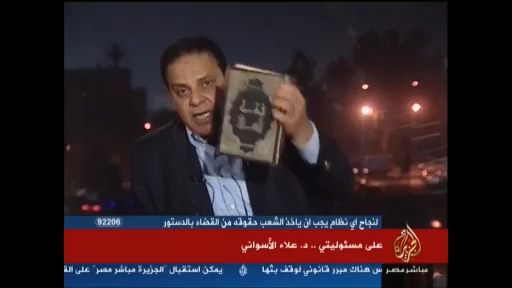 لنجاح اي نظام يجب ان ياخذ الشعب حقوقه من القضاء بالدستور
92206
على مسئوليتي .. د. علاء الأسواني
الجزيرة
مباشر مصر
س هناك مبرر قانوني لوقف بثها
يمكن استقبال "الجزيرة مباشر مصر" على